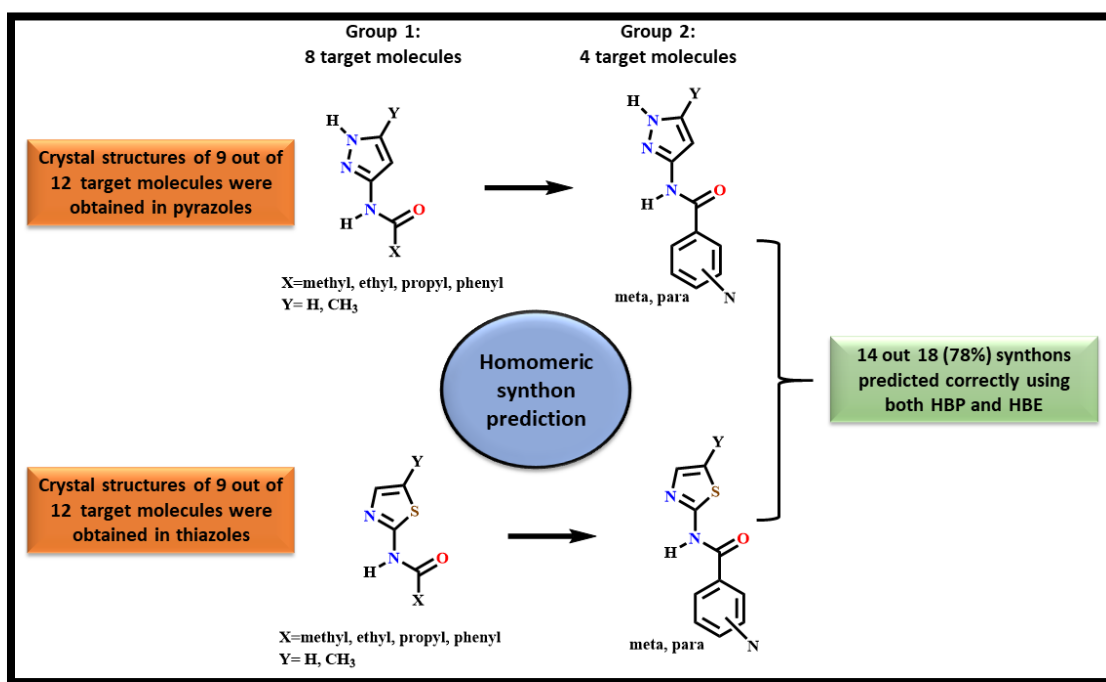 Group 1:
8 target molecules
Group 2:
4 target molecules
Crystal structures of 9 out of
12 target molecules were
obtained in pyrazoles
H
Y
N
N
N
H
O
X
X=methyl, ethyl, propyl, phenyl
Y= H, CH3
H
Y
N
N
N
H
O
N
meta, para
Homomeric
synthon
prediction
14 out 18 (78%) synthons
predicted correctly using
both HBP and HBE
Crystal structures of 9 out of
12 target molecules were
obtained in thiazoles
Y
N
S
N
H
O
X
X=methyl, ethyl, propyl, phenyl
Y= H, CH3
Y
N
S
N
H
O
N
meta, para